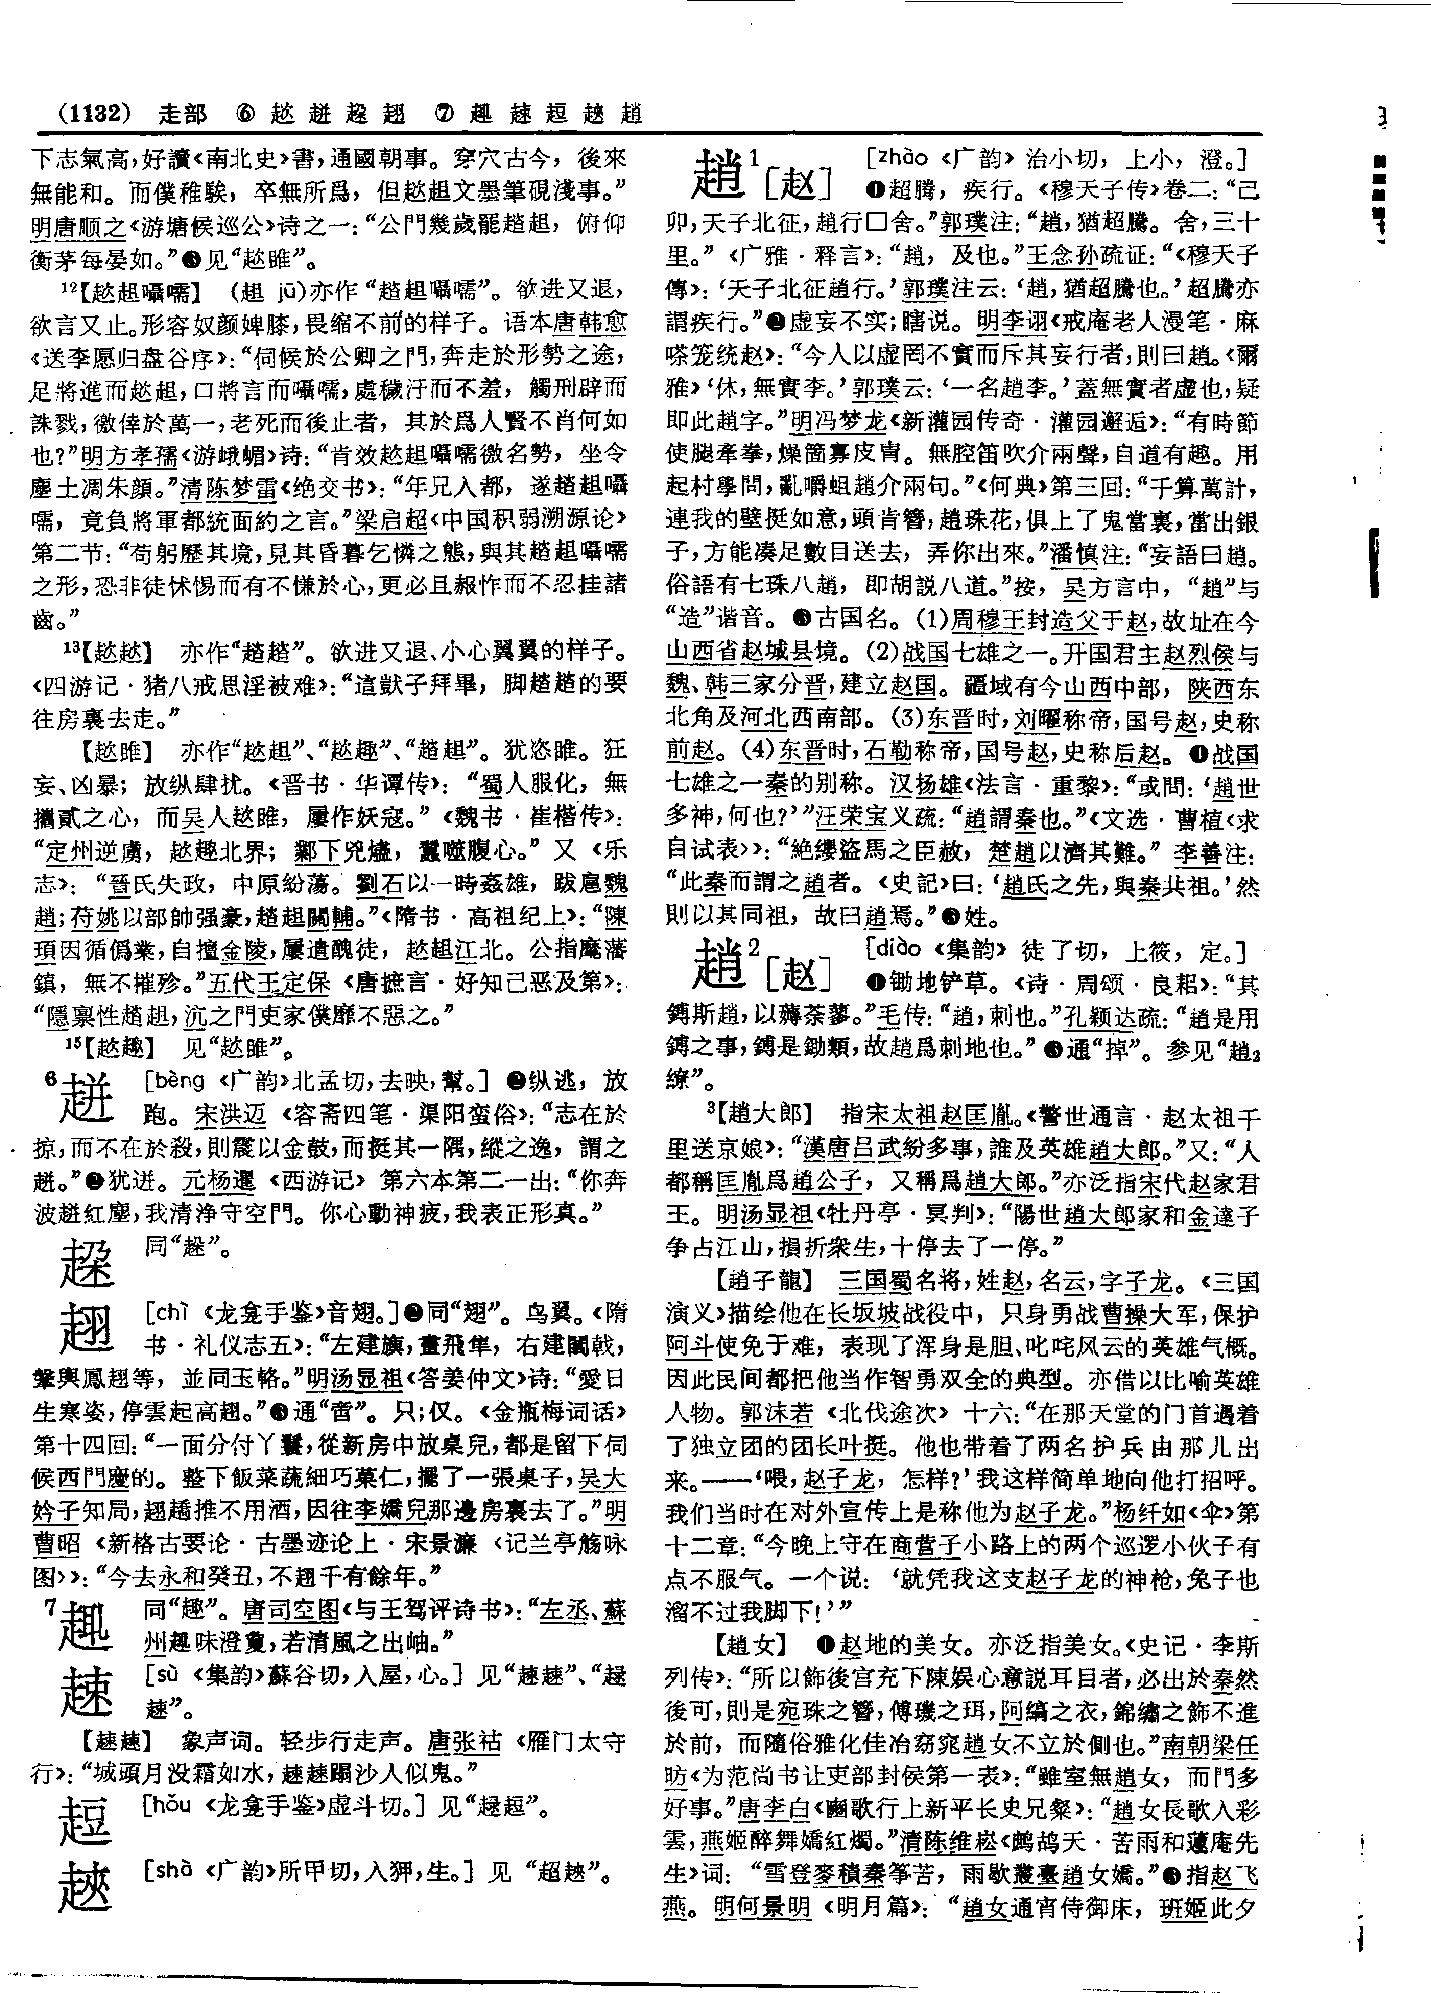 (1132) 走部 ⑥ 趑 趚 趓 翅 ⑦ 趣 趚 趄 趒 趙
下志氣高,好讀《南北史》書,通國朝事。穿穴古今,後來
無能和。而僕稚騃,卒無所爲,但趑趄文墨筆硯淺事。”
明唐顺之《游塘候巡公》诗之一:“公門幾歲罷趦趄,俯仰
衡茅每晏如。”❸见“趑雎”。
¹²【趑趄囁嚅】 (趄 jū)亦作“趦趄囁嚅”。欲进又退,
欲言又止。形容奴颜婢膝,畏缩不前的样子。语本唐韩愈
《送李愿归盘谷序》:“伺候於公卿之門,奔走於形勢之途,
足將進而趑趄,口將言而囁嚅,處穢汙而不羞,觸刑辟而
誅戮,徼倖於萬一,老死而後止者,其於爲人賢不肖何如
也?”明方孝孺《游峨嵋》诗:“肯效趑趄囁嚅微名勢,坐令
塵土凋朱顔。”清陈梦雷《绝交书》:“年兄入都,遂趦趄囁
嚅,竟負將軍都統面約之言。”梁启超《中国积弱溯源论》
第二节:“苟躬歷其境,見其昏暮乞憐之態,與其趦趄囁嚅
之形,恐非徒怵惕而有不慊於心,更必且赧怍而不忍挂諸
齒。”
¹³【趑趑】 亦作“趦趦”。欲进又退、小心翼翼的样子。
《四游记·猪八戒思淫被难》:“這獃子拜畢,脚趦趦的要
往房裏去走。”
【趑雎】 亦作“趑趄”、“趑趣”、“趦趄”。犹恣睢。狂
妄、凶暴;放纵肆扰。《晋书·华谭传》:“蜀人服化,無
攜貳之心,而吴人趑雎,屢作妖寇。”《魏书·崔楷传》:
“定州逆虜,趑趣北界;鄴下兇燼,蠶噬腹心。”又《乐
志》:“晉氏失政,中原紛蕩。劉石以一時姦雄,跋扈魏
趙;苻姚以部帥强豪,趦趄關輔。”《隋书·高祖纪上》:“陳
頊因循僞業,自擅金陵,屢遣醜徒,趑趄江北。公指麾藩
鎮,無不摧殄。”五代王定保《唐摭言·好知己恶及第》:
“隱禀性趦趄,沆之門吏家僕靡不惡之。”
¹⁵【趑趣】 见“趑雎”。
⁶趚 [bèng 《广韵》北孟切,去映,幫。] ❶纵逃,放
跑。宋洪迈《容斋四笔·渠阳蛮俗》:“志在於
掠,而不在於殺,則震以金鼓,而挺其一隅,縱之逸,謂之
趚。”❷犹迸。元杨暹《西游记》第六本第二一出:“你奔
波趚紅塵,我清浄守空門。你心動神疲,我表正形真。”
同“趓”。
翅 [chì 《龙龛手鉴》音翅。]❶同“翅”。鸟翼。《隋
书·礼仪志五》:“左建旗,畫飛隼,右建闟戟,
鑾輿鳳翅等,並同玉輅。”明汤显祖《答姜仲文》诗:“愛日
生寒姿,停雲起高翅。”❷通“啻”。只;仅。《金瓶梅词话》
第十四回:“一面分付丫鬟,從新房中放桌兒,都是留下伺
候西門慶的。整下飯菜蔬細巧菓仁,擺了一張桌子,吴大
妗子知局,趐趫推不用酒,因往李嬌兒那邊房裏去了。”明
曹昭《新格古要论·古墨迹论上·宋景濂〈记兰亭觞咏
图〉》:“今去永和癸丑,不翅千有餘年。”
⁷趣 同“趣”。唐司空图《与王驾评诗书》:“左丞、蘇
州趣味澄敻,若清風之出岫。”
[sù 《集韵》蘇谷切,入屋,心。] 见“趚趚”、“趢
趚”。
【趚趚】 象声词。轻步行走声。唐张祜《雁门太守
行》:“城頭月没霜如水,趚趚蹋沙人似鬼。”
[hǒu 《龙龛手鉴》虚斗切。] 见“趢趄”。
[shà 《广韵》所甲切,入狎,生。] 见 “超趒”。
趙¹[赵] [zhào 《广韵》治小切,上小,澄。]
❶超腾,疾行。《穆天子传》卷二:“己
卯,天子北征,趙行□舍。”郭璞注:“趙,猶超騰。舍,三十
里。”《广雅·释言》:“趙,及也。”王念孙疏证:“《穆天子
傳》:‘天子北征趙行。’郭璞注云:‘趙,猶超騰也。’超騰亦
謂疾行。”❷虚妄不实;瞎说。明李诩《戒庵老人漫笔·麻
嗏笼统赵》:“今人以虚罔不實而斥其妄行者,則曰趙。《爾
雅》‘休,無實李。’郭璞云:‘一名趙李。’蓋無實者虚也,疑
即此趙字。”明冯梦龙《新灌园传奇·灌园邂逅》:“有時節
使腿牽拳,燥箇寡皮宵。無腔笛吹介兩聲,自道有趣。用
起村學問,亂嚼蛆趙介兩句。”《何典》第三回:“千算萬計,
連我的壁挺如意,頭肯簪,趙珠花,俱上了鬼當裏,當出銀
子,方能凑足數目送去,弄你出來。”潘慎注:“妄語曰趙。
俗語有七珠八趙,即胡説八道。”按,吴方言中,“趙”与
“造”谐音。❸古国名。(1)周穆王封造父于赵,故址在今
山西省赵城县境。(2)战国七雄之一。开国君主赵烈侯与
魏、韩三家分晋,建立赵国。疆域有今山西中部,陕西东
北角及河北西南部。(3)东晋时,刘曜称帝,国号赵,史称
前赵。(4)东晋时,石勒称帝,国号赵,史称后赵。❹战国
七雄之一秦的别称。汉扬雄《法言·重黎》:“或問:‘趙世
多神,何也?’”汪荣宝义疏:“趙謂秦也。”《文选·曹植〈求
自试表〉》:“絶纓盜馬之臣赦,楚趙以濟其難。”李善注:
“此秦而謂之趙者。《史記》曰:‘趙氏之先,與秦共祖。’然
則以其同祖,故曰趙焉。”❺姓。
趙²[赵] [diào 《集韵》徒了切,上筱,定。]
❶锄地铲草。《诗·周颂·良耜》:“其
鎛斯趙,以薅荼蓼。”毛传:“趙,刺也。”孔颖达疏:“趙是用
鎛之事,鎛是鋤類,故趙爲刺地也。”❷通“掉”。参见“趙₂
繚”。
³【趙大郎】 指宋太祖赵匡胤。《警世通言·赵太祖千
里送京娘》:“漢唐吕武紛多事,誰及英雄趙大郎。”又:“人
都稱匡胤爲趙公子,又稱爲趙大郎。”亦泛指宋代赵家君
王。明汤显祖《牡丹亭·冥判》:“陽世趙大郎家和金達子
争占江山,損折衆生,十停去了一停。”
【趙子龍】 三国蜀名将,姓赵,名云,字子龙。《三国
演义》描绘他在长坂坡战役中,只身勇战曹操大军,保护
阿斗使免于难,表现了浑身是胆、叱咤风云的英雄气概。
因此民间都把他当作智勇双全的典型。亦借以比喻英雄
人物。郭沫若《北伐途次》十六:“在那天堂的门首遇着
了独立团的团长叶挺。他也带着了两名护兵由那儿出
来。——‘喂,赵子龙,怎样?’我这样简单地向他打招呼。
我们当时在对外宣传上是称他为赵子龙。”杨纤如《伞》第
十二章:“今晚上守在商营子小路上的两个巡逻小伙子有
点不服气。一个说:‘就凭我这支赵子龙的神枪,兔子也
溜不过我脚下!’”
【趙女】 ❶赵地的美女。亦泛指美女。《史记·李斯
列传》:“所以飾後宫充下陳娱心意説耳目者,必出於秦然
後可,則是宛珠之簪,傅璣之珥,阿縞之衣,錦繡之飾不進
於前,而隨俗雅化佳冶窈窕趙女不立於側也。”南朝梁任
昉《为范尚书让吏部封侯第一表》:“雖室無趙女,而門多
好事。”唐李白《豳歌行上新平长史兄粲》:“趙女長歌入彩
雲,燕姬醉舞嬌紅燭。”清陈维崧《鹧鸪天·苦雨和蘧庵先
生》词:“雪登麥積秦筝苦,雨歇叢臺趙女嬌。”❷指赵飞
燕。明何景明《明月篇》:“趙女通宵侍御床,班姬此夕